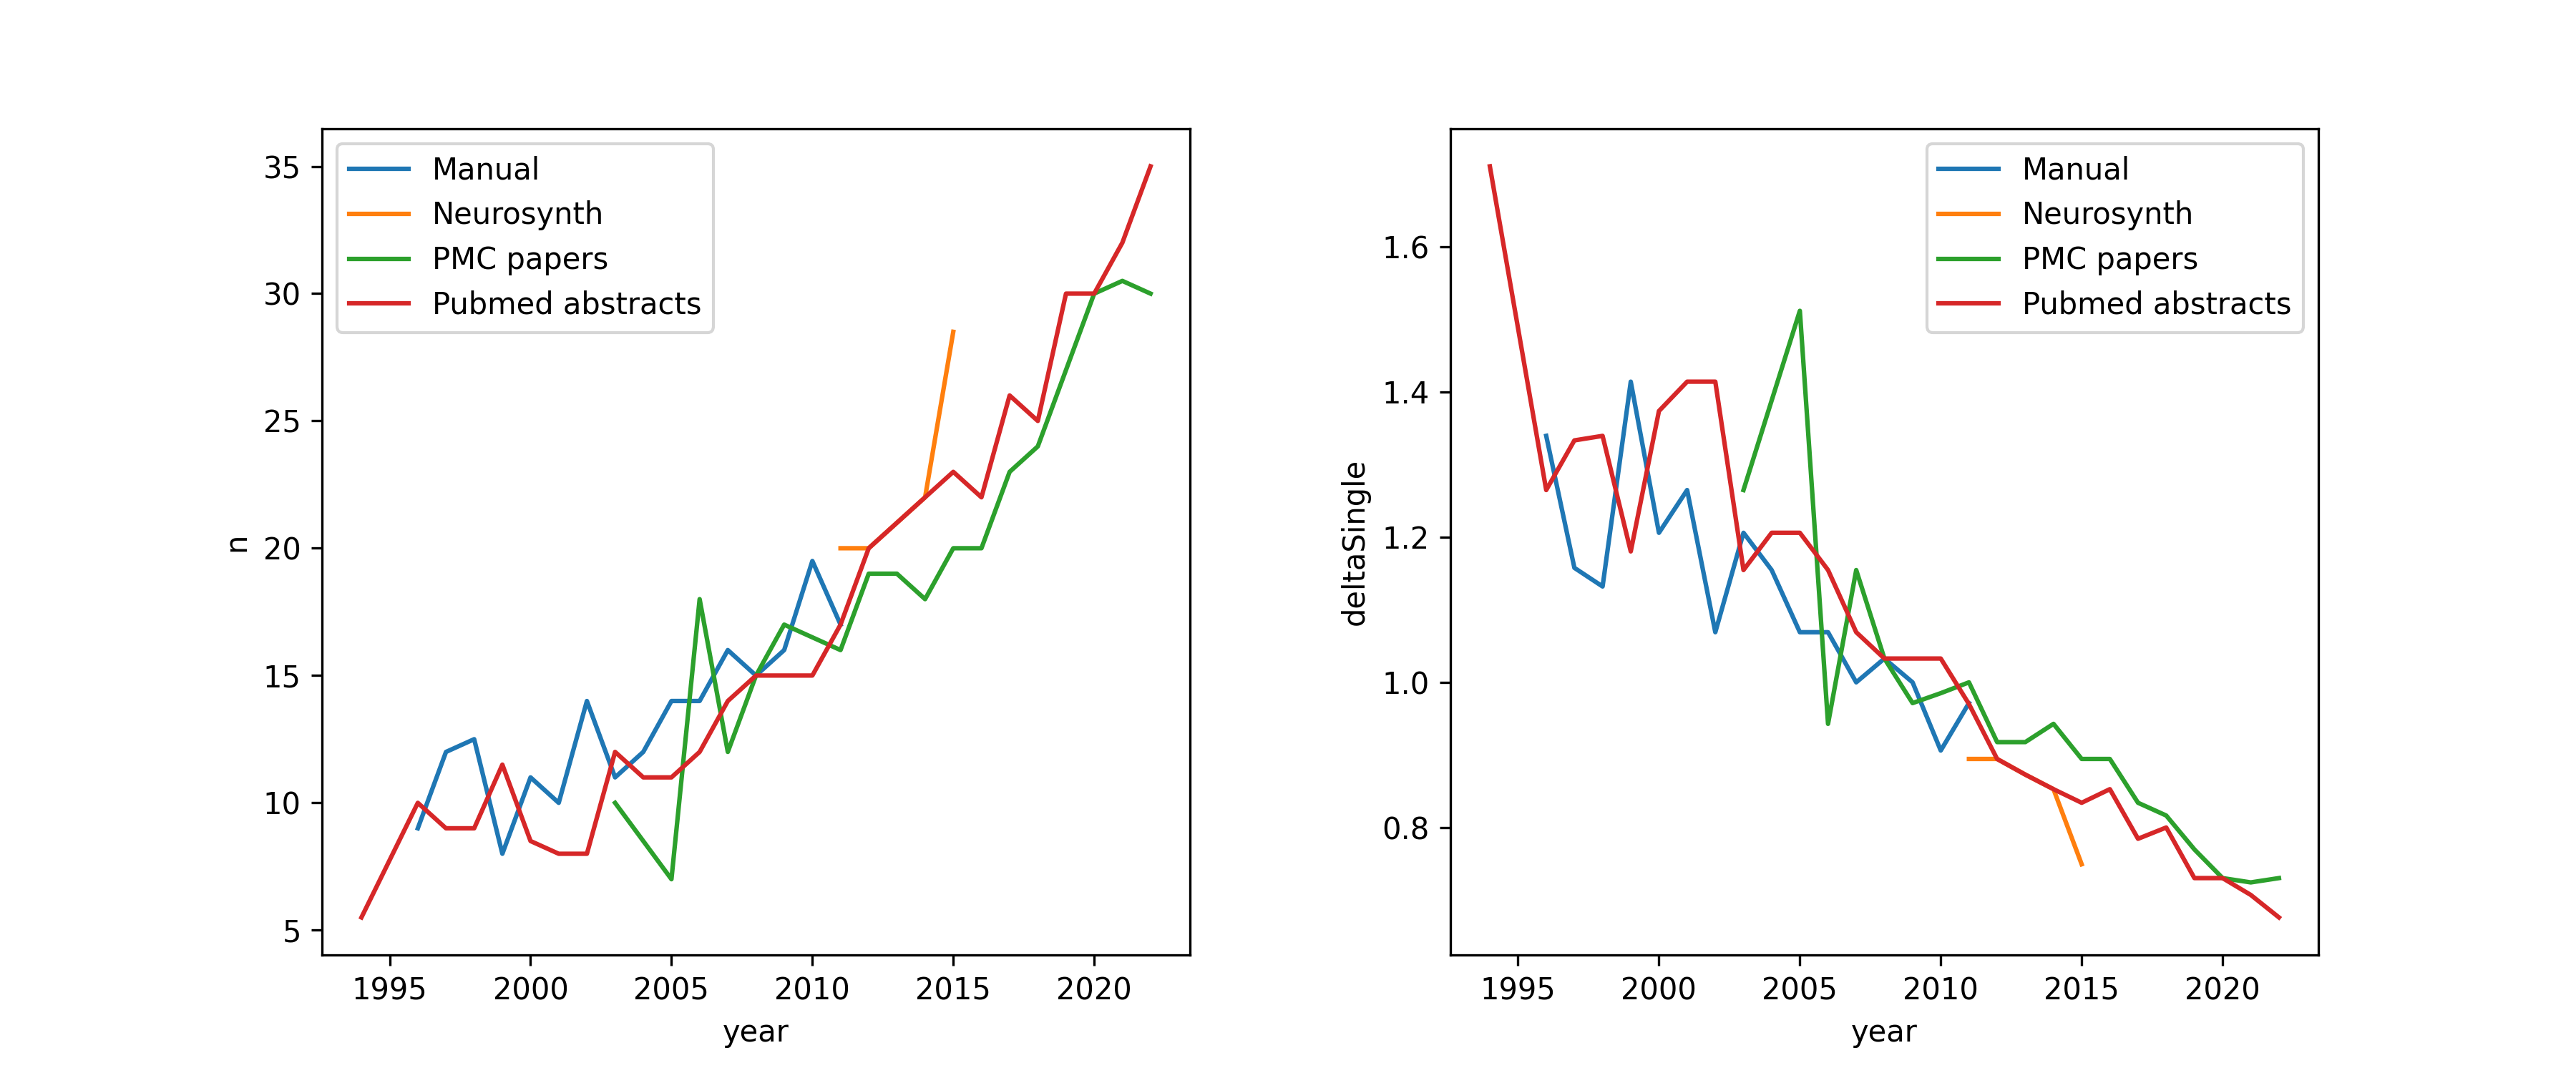 Manual
Neurosynth
PMC papers
Pubmed abstracts
35
30
25
20
15
10
5
n
1995 2000 2005 2010 2015 2020
year
Manual
Neurosynth
PMC papers
Pubmed abstracts
1.6
1.4
1.2
1.0
0.8
deltaSingle
1995 2000 2005 2010 2015 2020
year